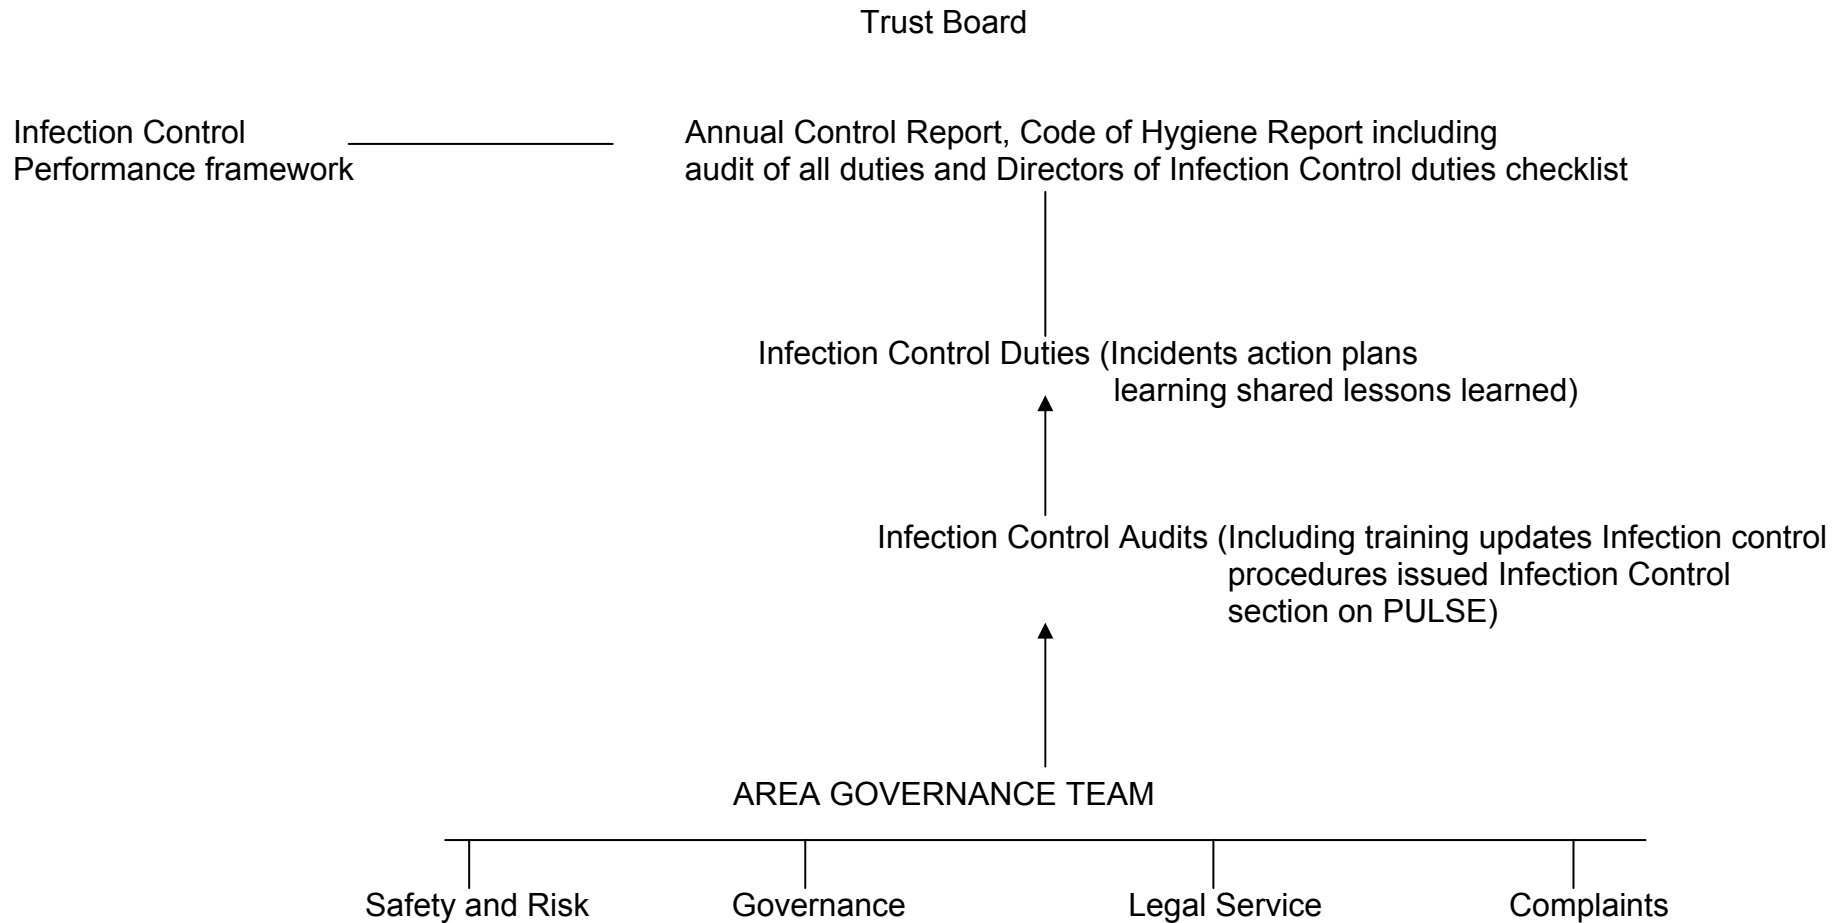 Trust Board
Infection Control
Performance framework
Annual Control Report, Code of Hygiene Report including
audit of all duties and Directors of Infection Control duties checklist
Infection Control Duties (Incidents action plans
learning shared lessons learned)
Infection Control Audits (Including training updates Infection control
procedures issued Infection Control
section on PULSE)
AREA GOVERNANCE TEAM
Safety and Risk
Governance
Legal Service
Complaints